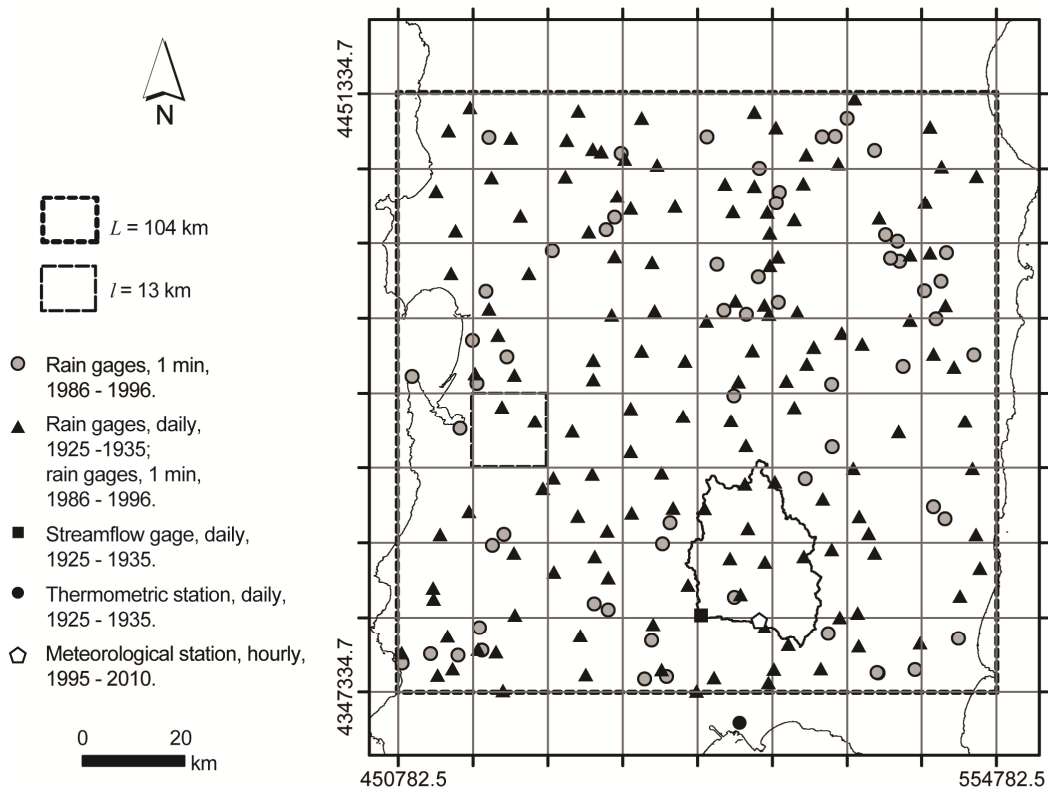 N
L = 104 km
l = 13 km
Rain gages, 1 min,
1986 - 1996.
Rain gages, daily,
1925 -1935;
rain gages, 1 min,
1986 - 1996.
Streamflow gage, daily,
1925 - 1935.
Thermometric station, daily,
1925 - 1935.
Meteorological station, hourly,
1995 - 2010.
0 20
km
4451334.7
4347334.7
450782.5 554782.5